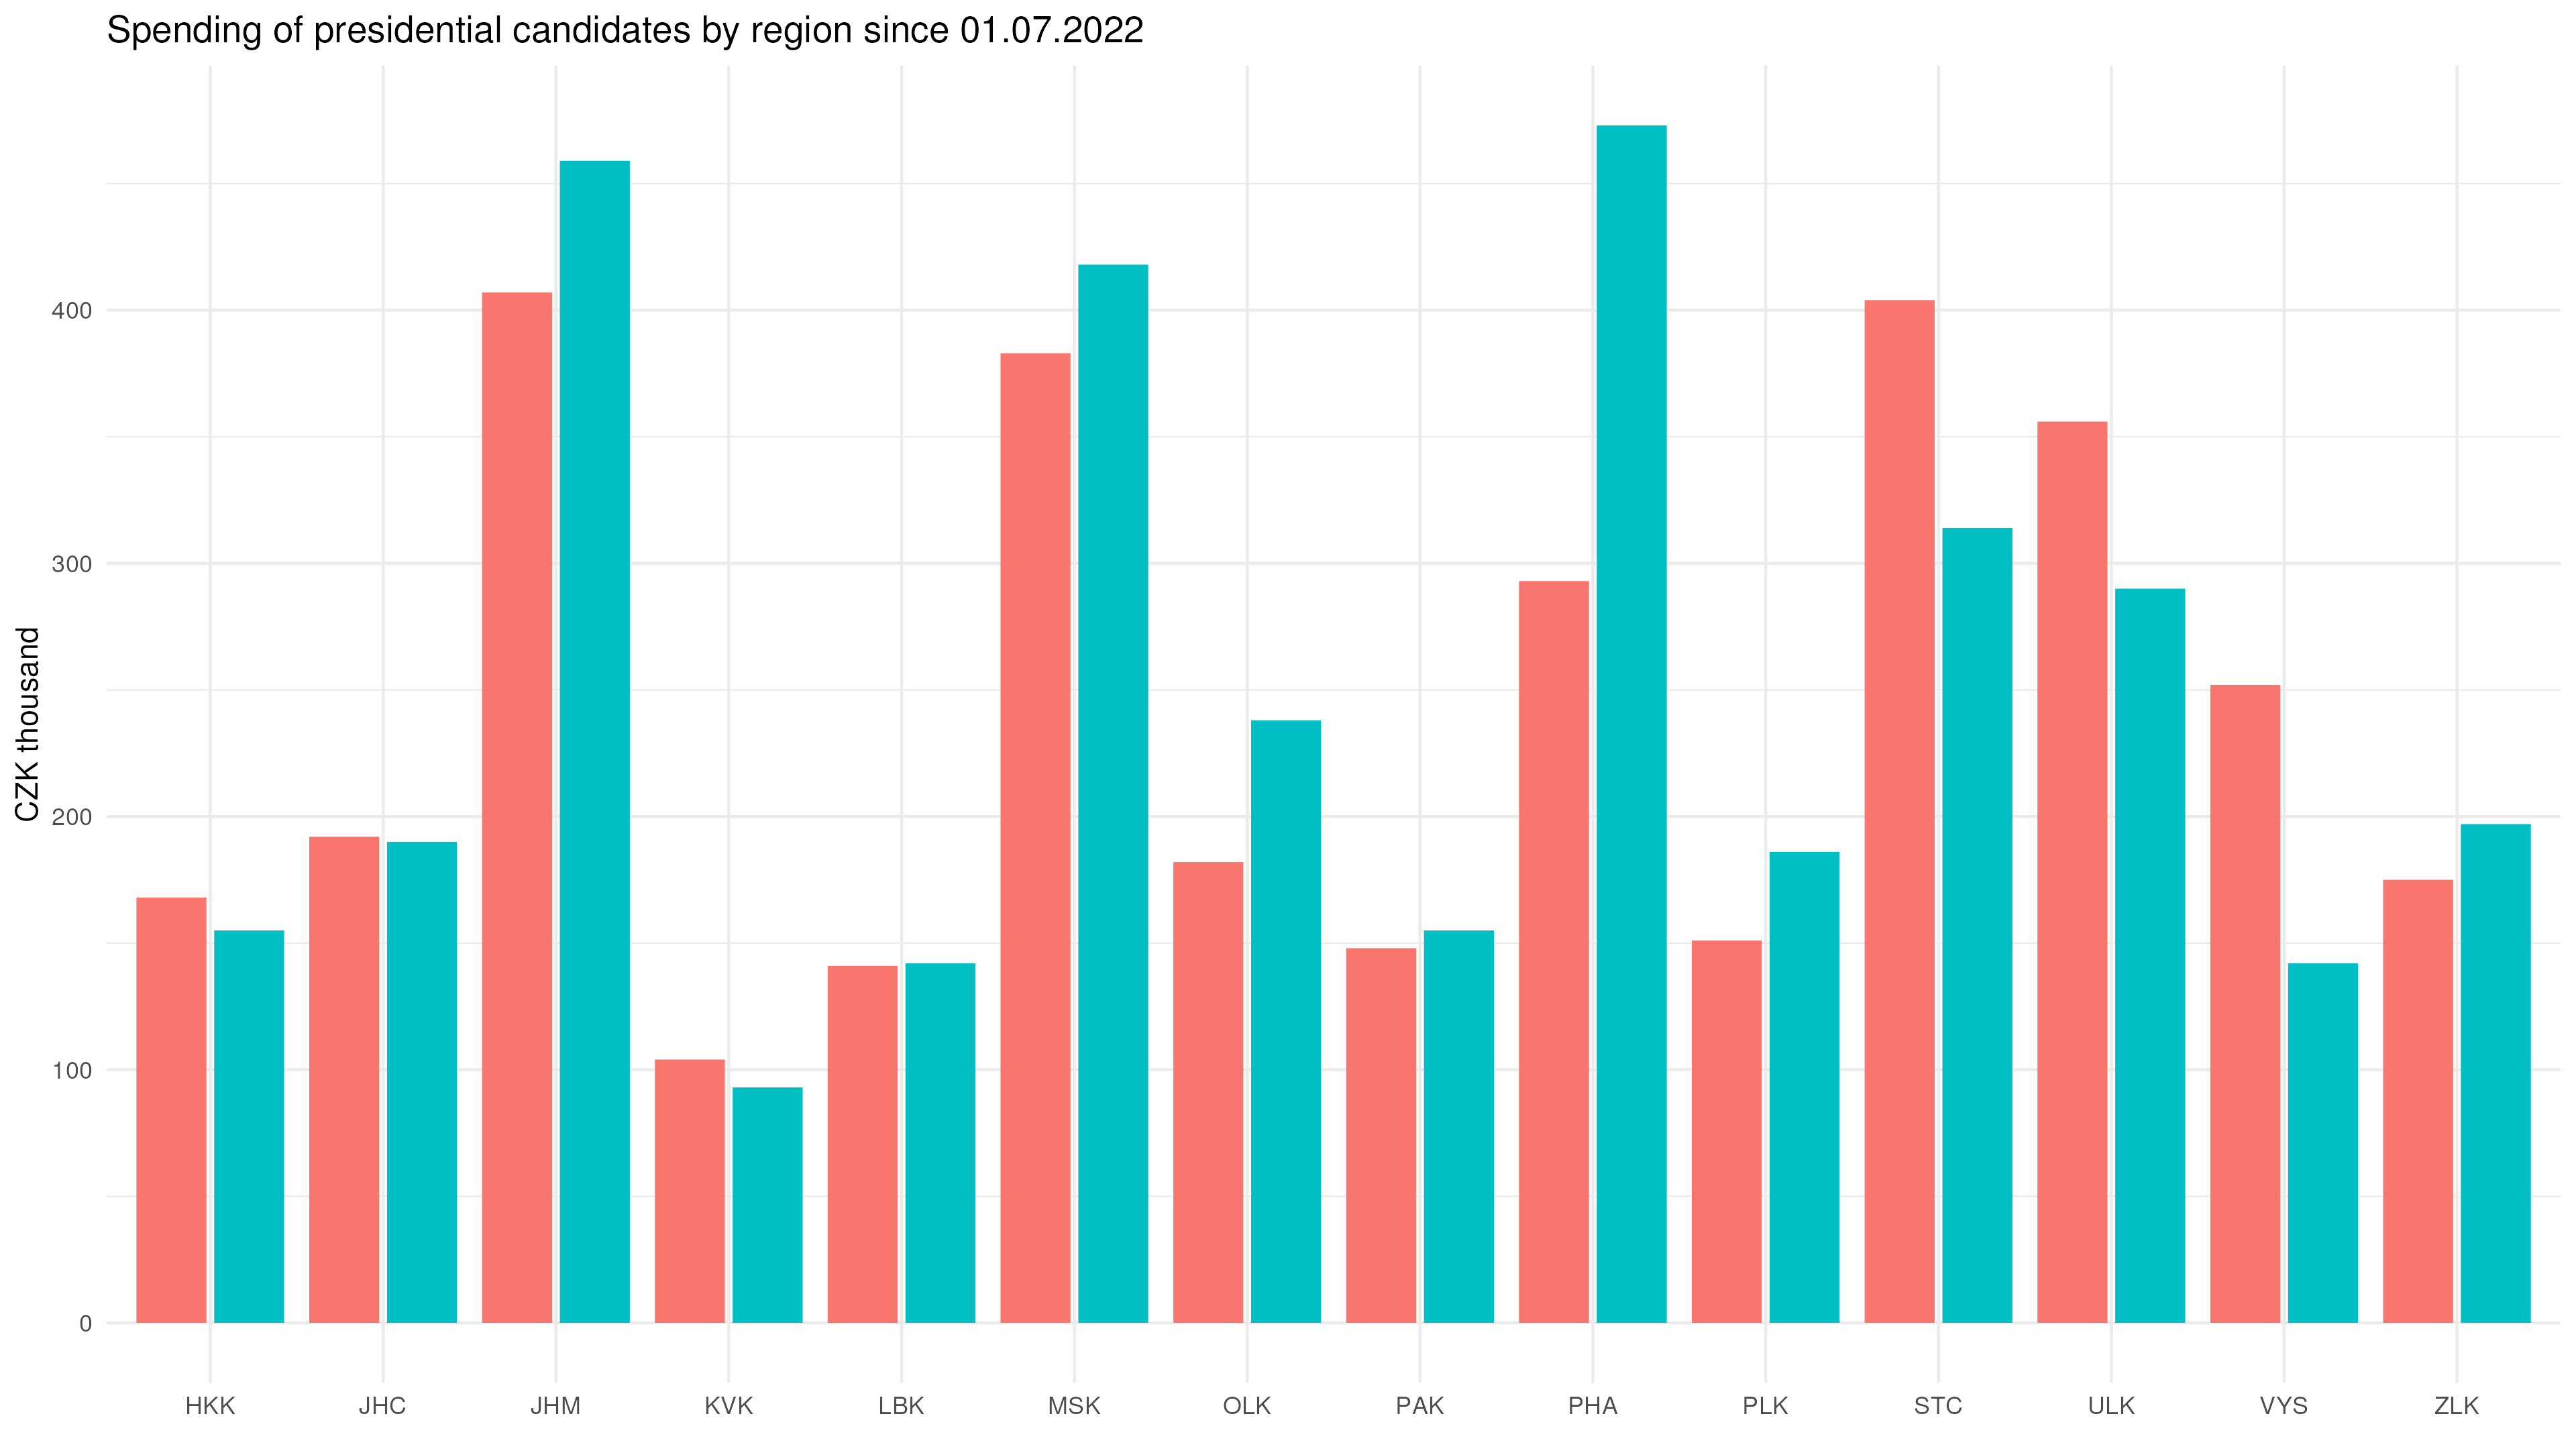 Spending of presidential candidates by region since 01.07.2022
CZK thousand
400
300
200
100
0
HKK JHC JHM KVK LBK MSK OLK PAK PHA PLK STC ULK VYS ZLK